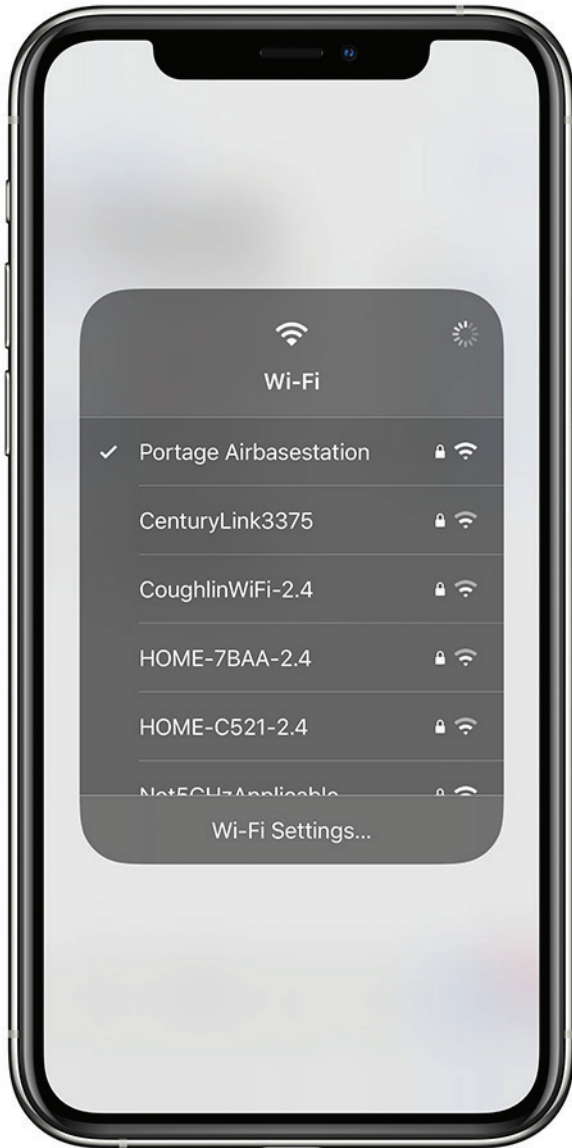 Wi-Fi
Portage Airbasestation
CenturyLink3375
CoughlinWiFi-2.4
HOME-7BAA-2.4
HOME-C521-2.4
Not5GHzApplicable
Wi-Fi Settings...